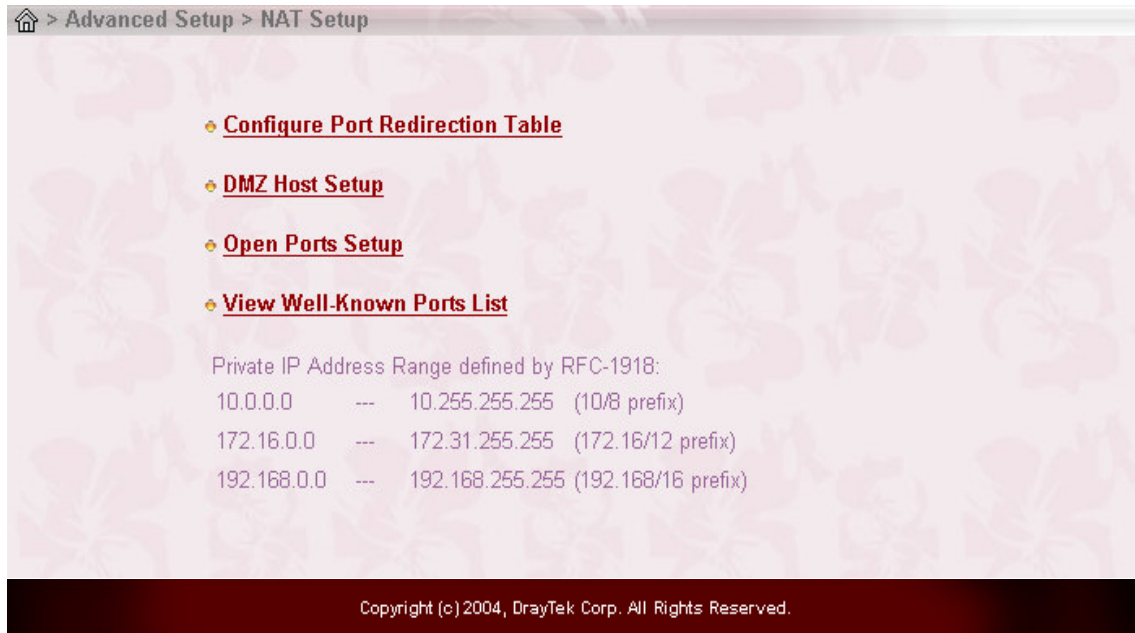 > Advanced Setup > NAT Setup
Configure Port Redirection Table
DMZ Host Setup
Open Ports Setup
View Well-Known Ports List
Private IP Address Range defined by RFC-1918:
10.0.0.0 --- 10.255.255.255 (10/8 prefix)
172.16.0.0 --- 172.31.255.255 (172.16/12 prefix)
192.168.0.0 --- 192.168.255.255 (192.168/16 prefix)
Copyright (c) 2004, DrayTek Corp. All Rights Reserved.